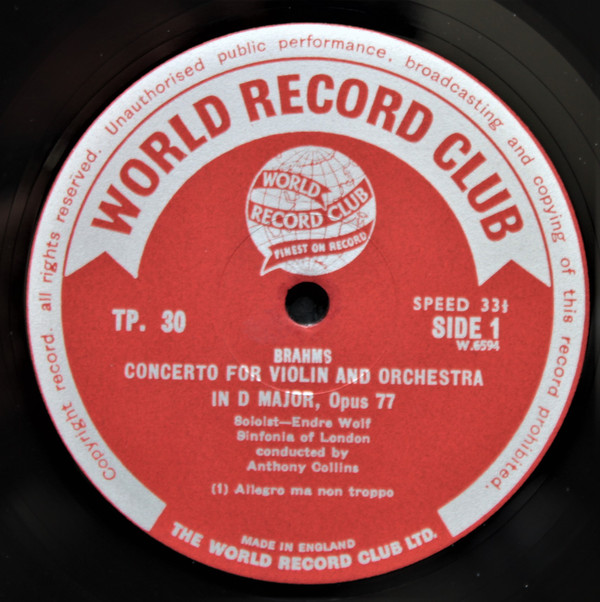 Copyright record. all rights reserved. Unauthorised public performance, broadcasting and copying of this record prohibited.
WORLD RECORD CLUB
WORLD
RECORD CLUB
FINEST ON RECORD
TP. 30
SPEED 33⅓
SIDE 1
W.6594
BRAHMS
CONCERTO FOR VIOLIN AND ORCHESTRA
IN D MAJOR, Opus 77
Soloist—Endre Wolf
Sinfonia of London
conducted by
Anthony Collins
(1) Allegro ma non troppo
MADE IN ENGLAND
THE WORLD RECORD CLUB LTD.